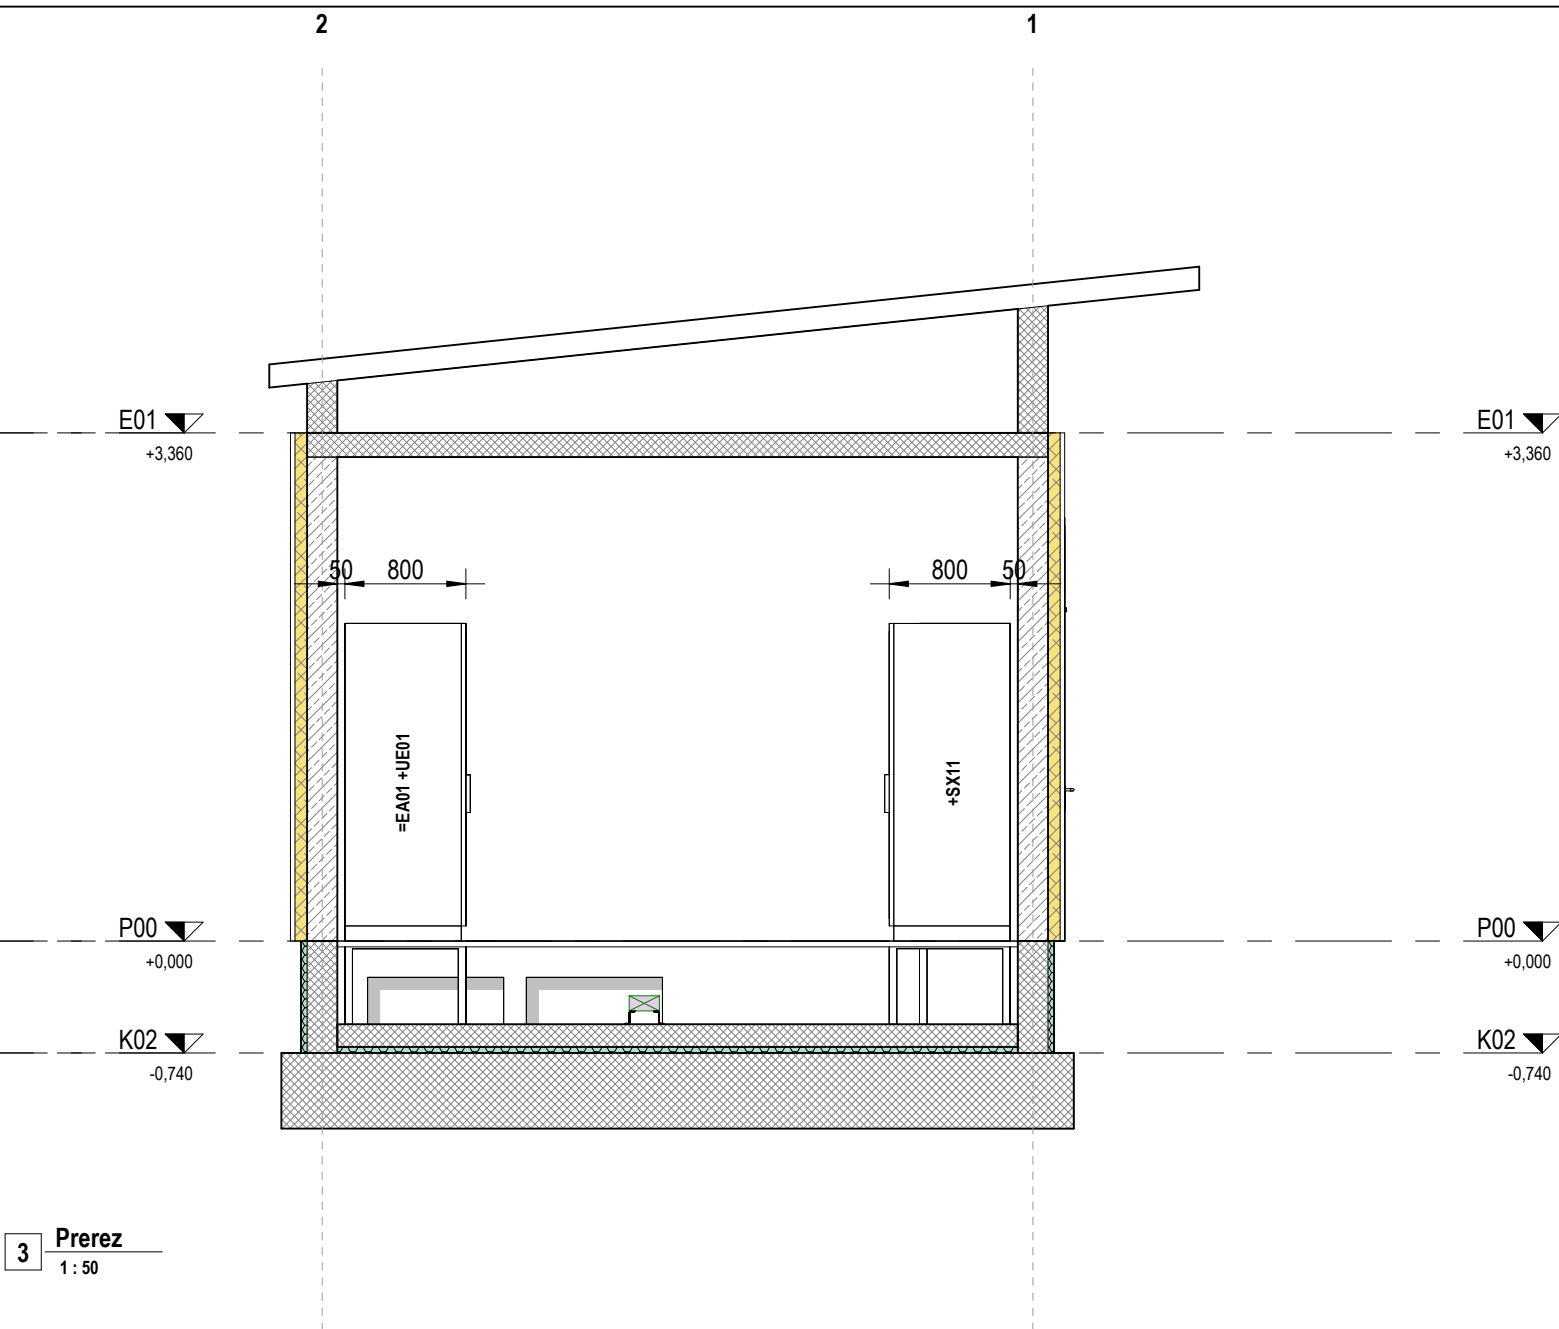 2 1
E01 E01
+3,360 +3,360
50 800 800 50
=EA01 +UE01
+SX11
P00 P00
+0,000 +0,000
K02 K02
-0,740 -0,740
3 Prerez
1 : 50